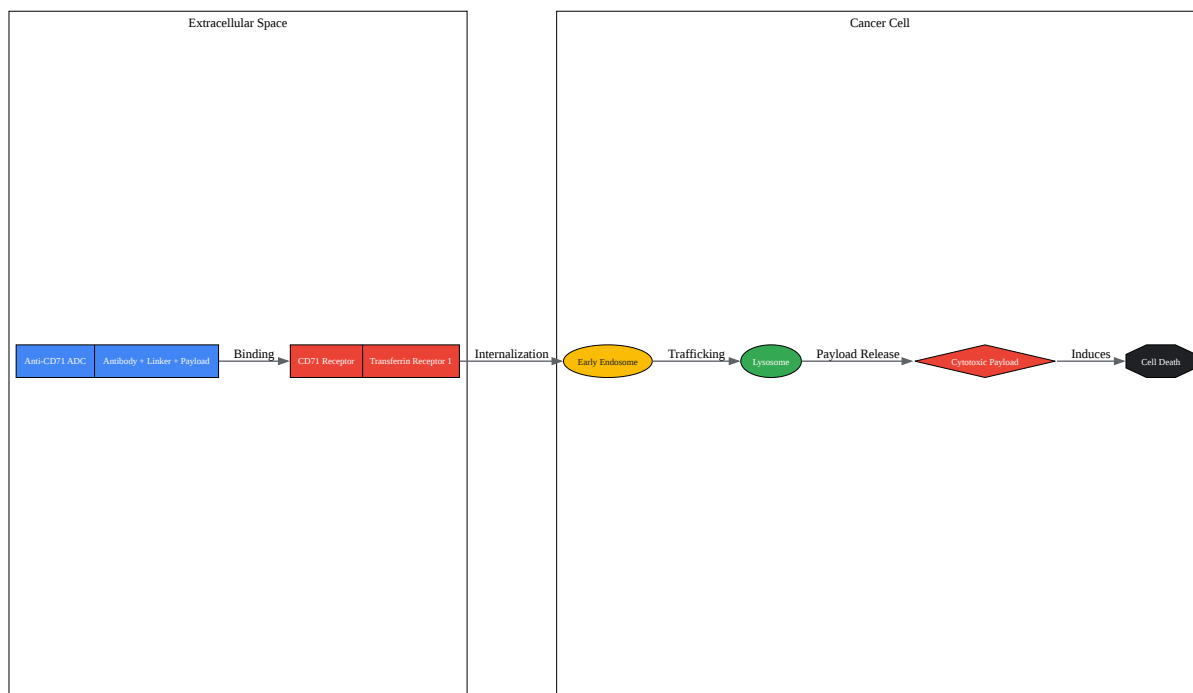 Extracellular Space
Cancer Cell
Anti-CD71 ADC
Antibody + Linker + Payload
Binding
CD71 Receptor
Transferrin Receptor 1
Internalization
Early Endosome
Trafficking
Lysosome
Payload Release
Cytotoxic Payload
Induces
Cell Death